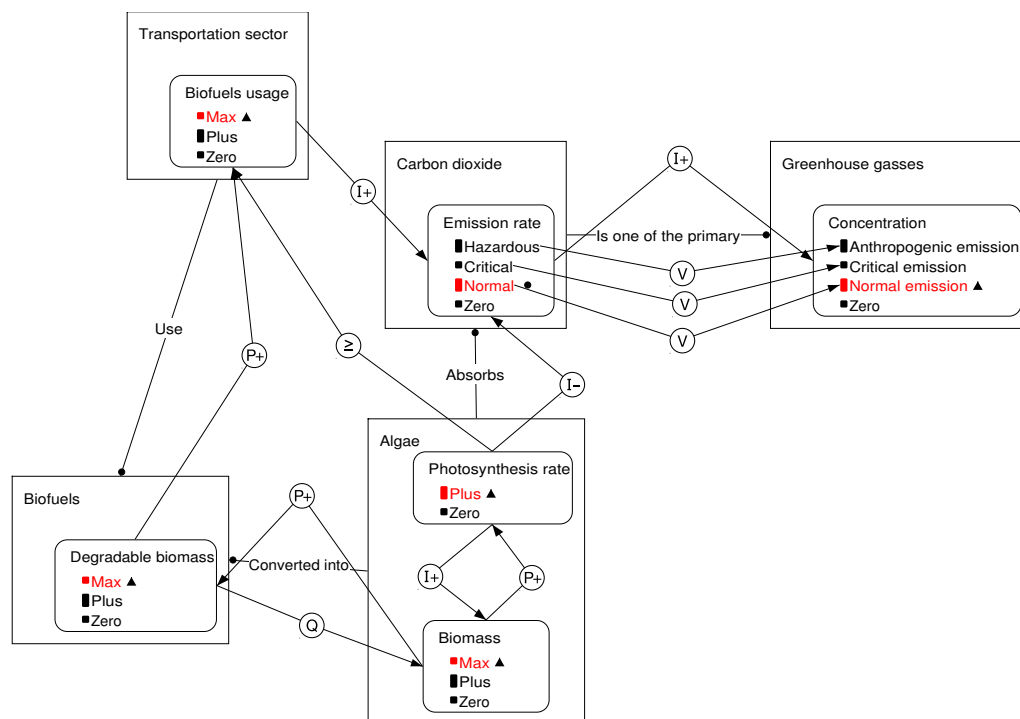 Transportation sector
Biofuels usage
Max
Plus
Zero
I+
Carbon dioxide
Emission rate
Hazardous
Critical
Normal
Zero
I+
Is one of the primary
V
V
V
Greenhouse gasses
Concentration
Anthropogenic emission
Critical emission
Normal emission
Zero
Use
P+
≥
Absorbs
I-
Algae
Photosynthesis rate
Plus
Zero
I+
P+
Biomass
Max
Plus
Zero
Biofuels
Degradable biomass
Max
Plus
Zero
P+
Converted into
Q